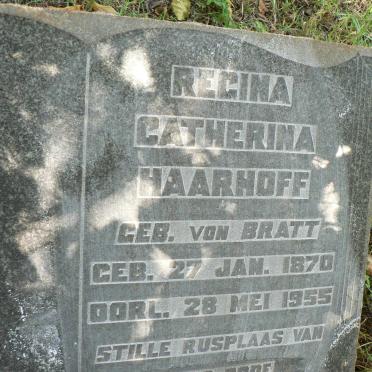 REGINA
CATHERINA
HAARHOFF
GEB. VON BRATT
GEB. 27 JAN. 1870
OORL. 28 MEI 1955
STILLE RUSPLAAS VAN